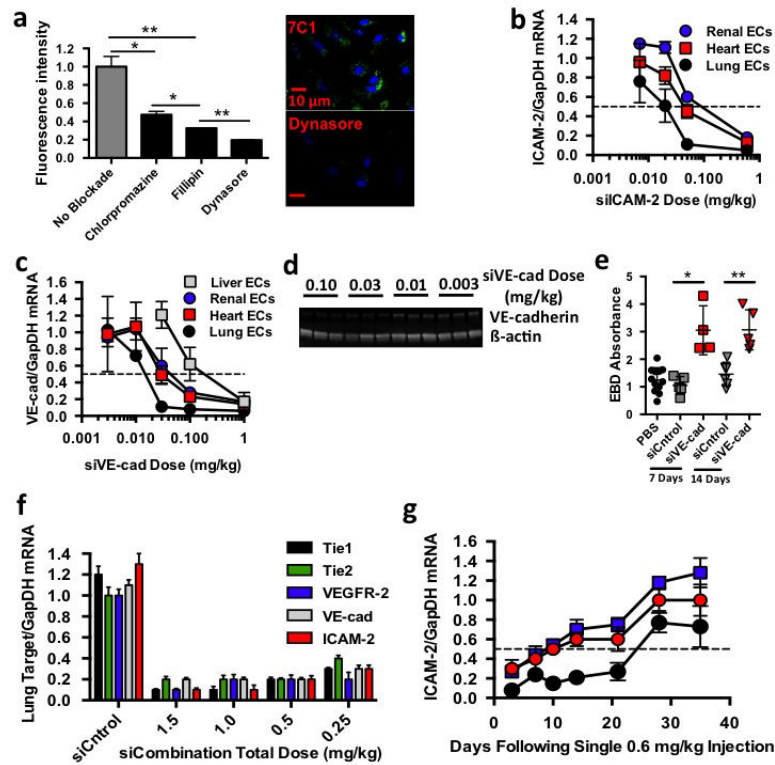 a
Fluorescence intensity
1.2
1.0
0.8
0.6
0.4
0.2
0.0
**
*
*
**
No Blockade
Chlorpromazine
Fillipin
Dynasore
7C1
10 μm
Dynasore
b
ICAM-2/GapDH mRNA
1.4
1.2
1.0
0.8
0.6
0.4
0.2
0.0
Renal ECs
Heart ECs
Lung ECs
0.001 0.010 0.100 1.000
siICAM-2 Dose (mg/kg)
c
VE-cad/GapDH mRNA
1.6
1.4
1.2
1.0
0.8
0.6
0.4
0.2
0.0
Liver ECs
Renal ECs
Heart ECs
Lung ECs
0.001 0.010 0.100 1
siVE-cad Dose (mg/kg)
d
0.10 0.03 0.01 0.003
siVE-cad Dose
(mg/kg)
VE-cadherin
ß-actin
e
EBD Absorbance
5
4
3
2
1
0
* **
PBS
siCntrol
siVE-cad
siCntrol
siVE-cad
7 Days 14 Days
f
Lung Target/GapDH mRNA
1.4
1.2
1.0
0.8
0.6
0.4
0.2
0.0
Tie1
Tie2
VEGFR-2
VE-cad
ICAM-2
siCntrol
1.5
1.0
0.5
0.25
siCombination Total Dose (mg/kg)
g
ICAM-2/GapDH mRNA
1.6
1.4
1.2
1.0
0.8
0.6
0.4
0.2
0.0
0 10 20 30 40
Days Following Single 0.6 mg/kg Injection